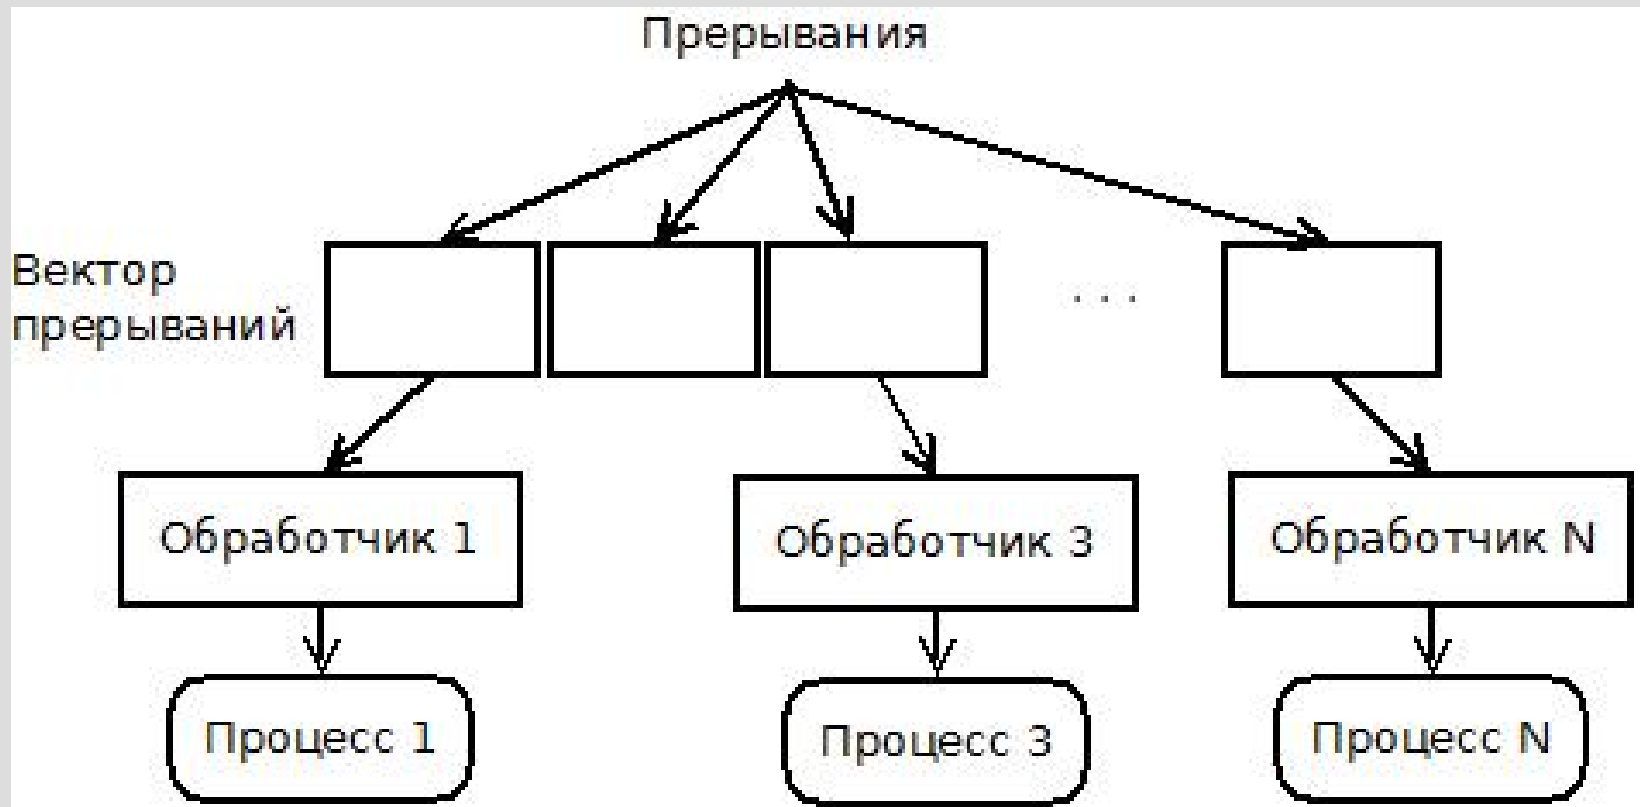 Прерывания
Вектор
прерываний
. . .
Обработчик 1
Обработчик 3
Обработчик N
Процесс 1
Процесс 3
Процесс N